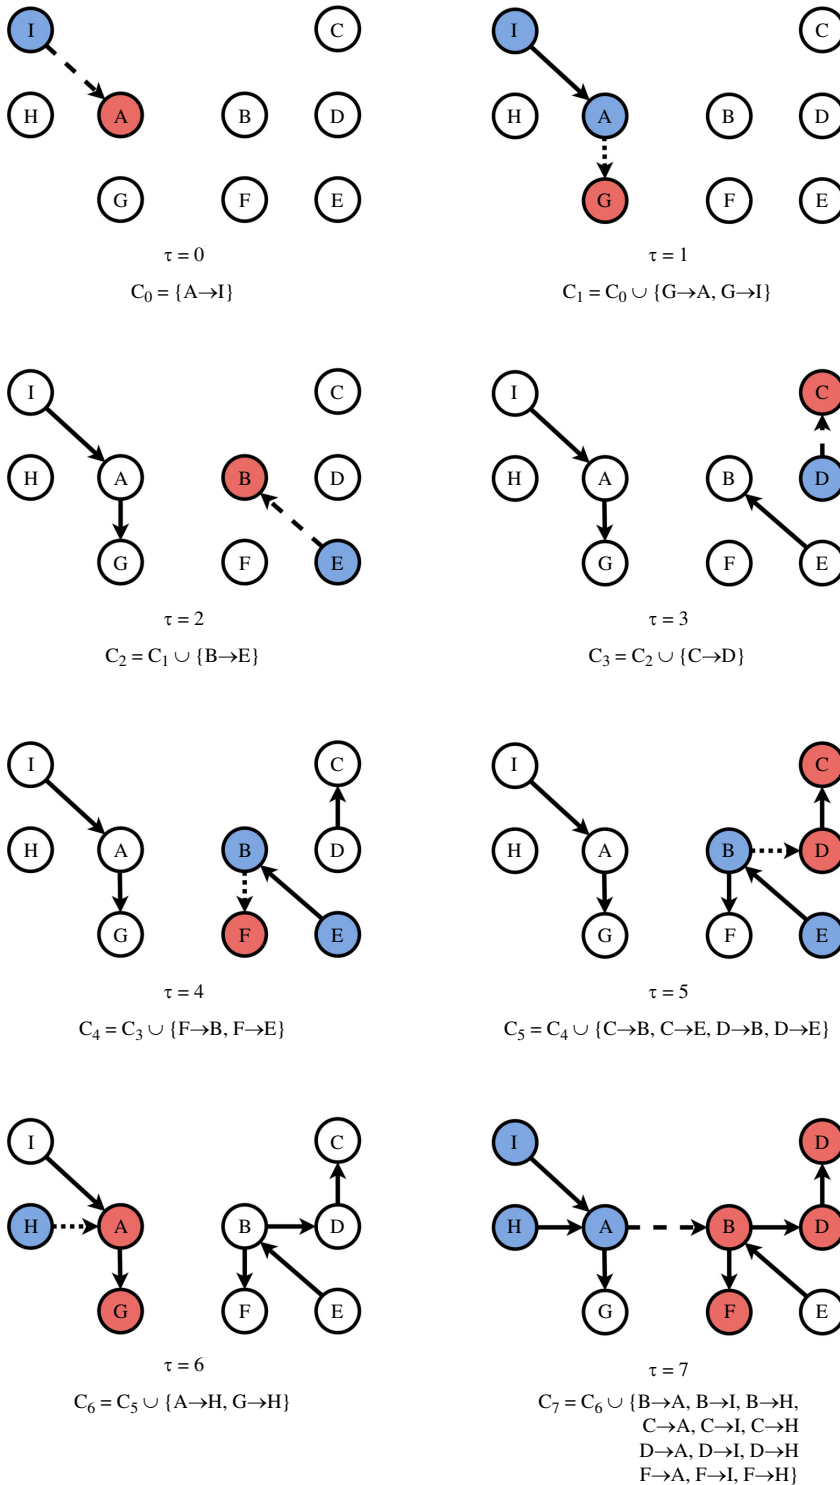 I C
H A B D
G F E
τ = 0
C₀ = {A→I}
I C
H A B D
G F E
τ = 1
C₁ = C₀ ∪ {G→A, G→I}
I C
H A B D
G F E
τ = 2
C₂ = C₁ ∪ {B→E}
I C
H A B D
G F E
τ = 3
C₃ = C₂ ∪ {C→D}
I C
H A B D
G F E
τ = 4
C₄ = C₃ ∪ {F→B, F→E}
I C
H A B D
G F E
τ = 5
C₅ = C₄ ∪ {C→B, C→E, D→B, D→E}
I C
H A B D
G F E
τ = 6
C₆ = C₅ ∪ {A→H, G→H}
I D
H A B D
G F E
τ = 7
C₇ = C₆ ∪ {B→A, B→I, B→H,
C→A, C→I, C→H
D→A, D→I, D→H
F→A, F→I, F→H}